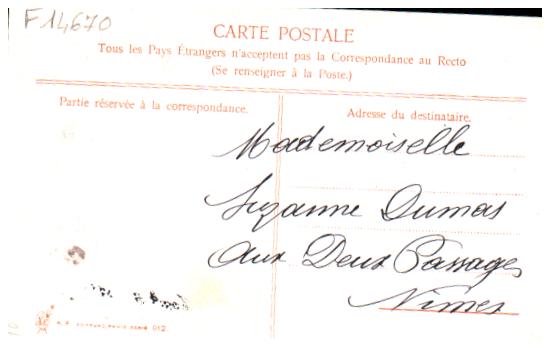 F14670
CARTE POSTALE
Tous les Pays Étrangers n'acceptent pas la Correspondance au Recto
(Se renseigner à la Poste.)
Partie réservée à la correspondance.
Adresse du destinataire.
Mademoiselle
Suzanne Dumas
Aux Deux Passages
Nîmes